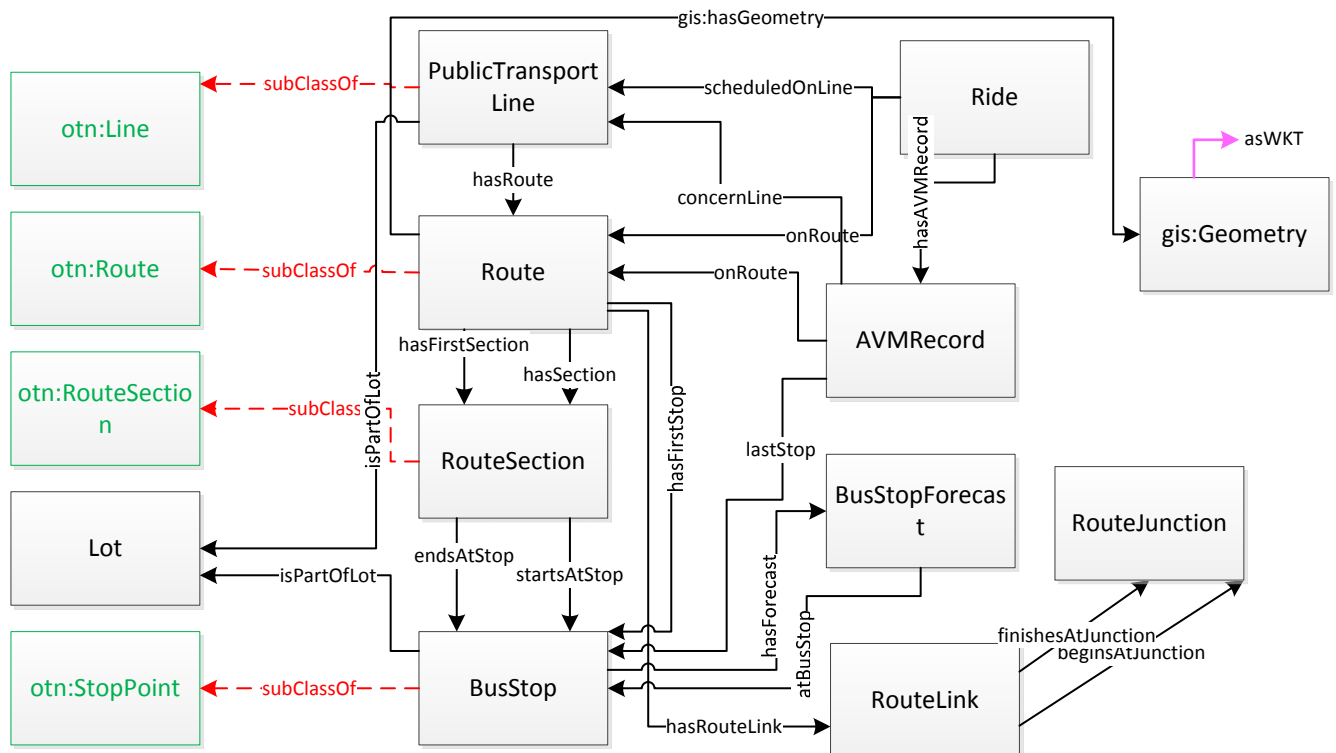 gis:hasGeometry
PublicTransport
Line
Ride
subClassOf
scheduledOnLine
otn:Line
asWKT
hasAVMRecord
hasRoute
concernLine
gis:Geometry
onRoute
otn:Route
subClassOf
Route
onRoute
AVMRecord
hasFirstSection
hasSection
otn:RouteSectio
n
subClass
isPartOfLot
hasFirstStop
lastStop
RouteSection
BusStopForecas
t
RouteJunction
Lot
endsAtStop
startsAtStop
isPartOfLot
hasForecast
atBusStop
finishesAtJunction
beginsAtJunction
otn:StopPoint
subClassOf
BusStop
RouteLink
hasRouteLink